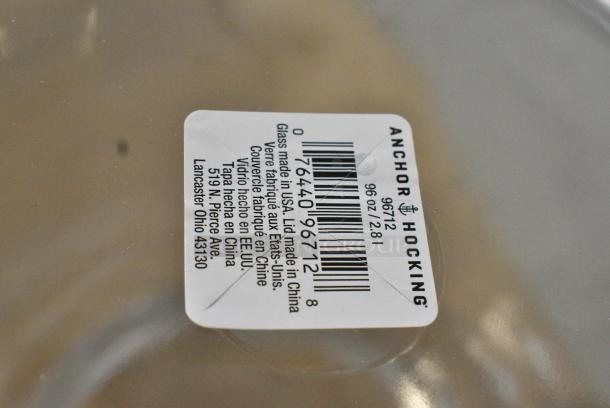 ANCHOR HOCKING
96712
96 oz / 2.8 l
0 76440 96712 8
Glass made in USA. Lid made in China
Verre fabriqué aux États-Unis.
Couvercle fabriqué en Chine
Vidrio hecho en EE.UU.
Tapa hecha en China
519 N. Pierce Ave.
Lancaster Ohio 43130